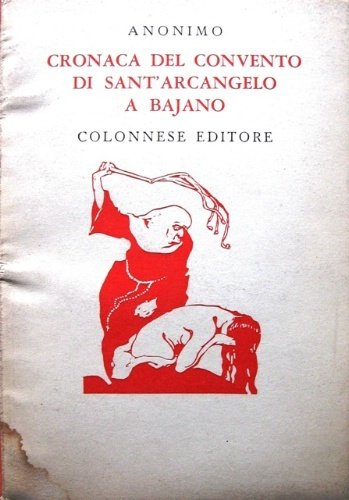 ANONIMO
CRONACA DEL CONVENTO
DI SANT'ARCANGELO
A BAJANO
COLONNESE EDITORE